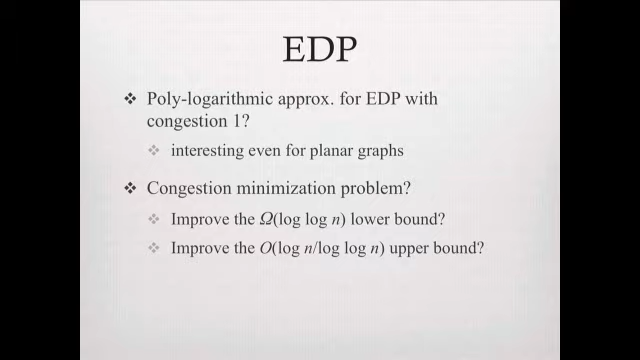 EDP
❖ Poly-logarithmic approx. for EDP with
congestion 1?
❖ interesting even for planar graphs
❖ Congestion minimization problem?
❖ Improve the Ω(log log n) lower bound?
❖ Improve the O(log n/log log n) upper bound?